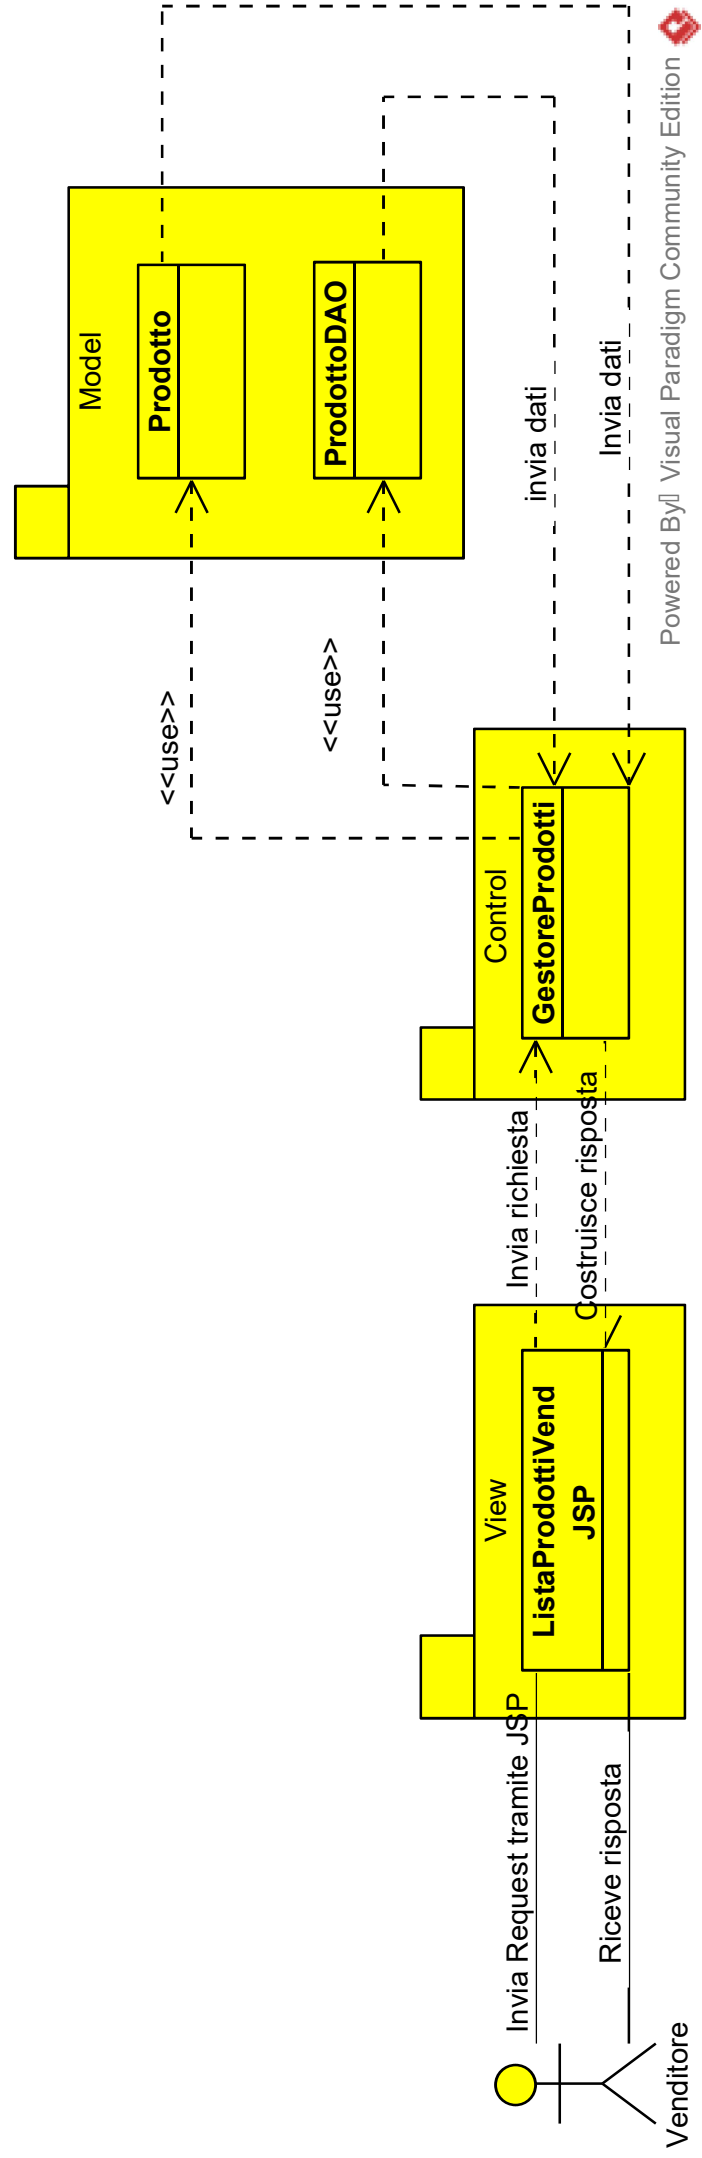 Venditore
Invia Request tramite JSP
Riceve risposta
View
ListaProdottiVend
JSP
Invia richiesta
Costruisce risposta
Control
GestoreProdotti
<<use>>
<<use>>
Model
Prodotto
ProdottoDAO
invia dati
Invia dati
Powered By Visual Paradigm Community Edition